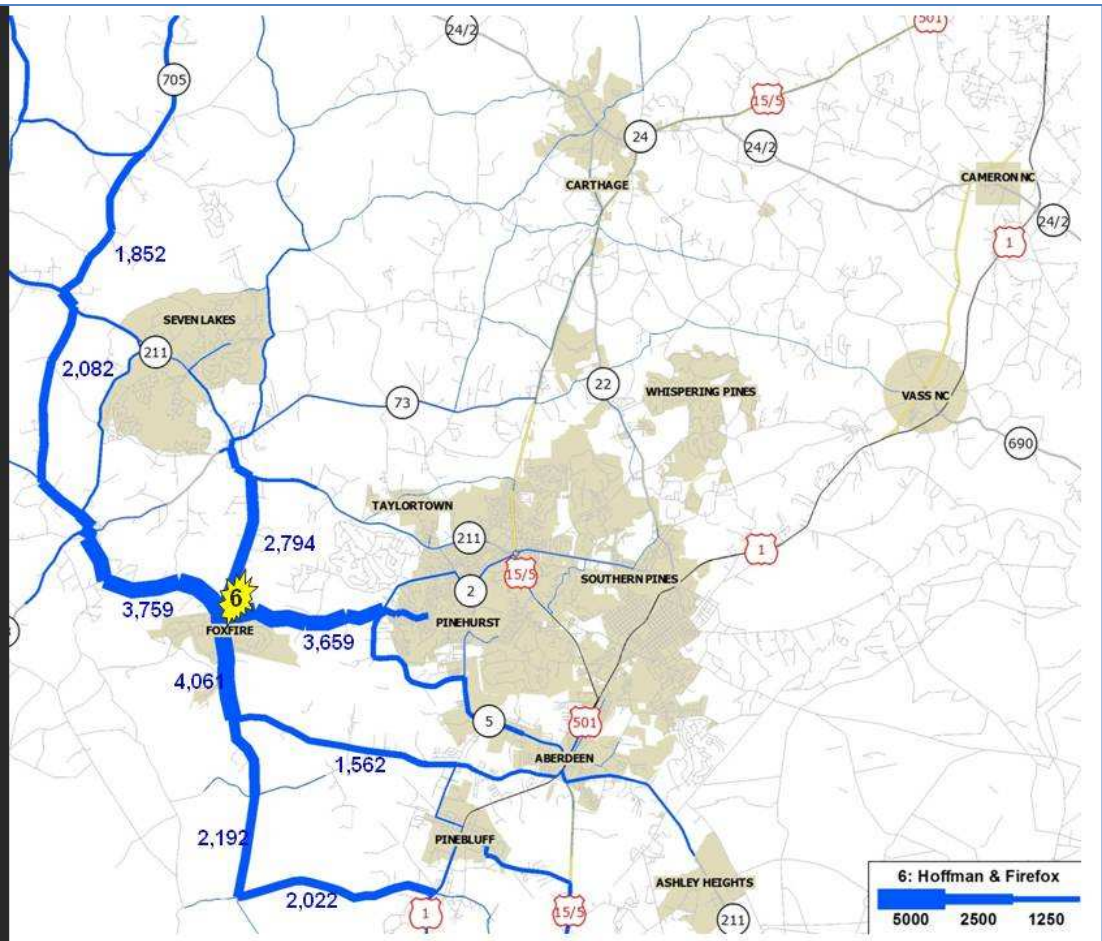 24/2
501
705
15/5
24
24/2
CARTHAGE
CAMERON NC
24/2
1
1,852
SEVEN LAKES
211
2,082
22
WHISPERING PINES
VASS NC
73
690
TAYLORTOWN
211
2,794
1
15/5
SOUTHERN PINES
2
6
3,759
PINEHURST
FOXFIRE
3,659
4,061
5
501
ABERDEEN
1,562
2,192
PINEBLUFF
ASHLEY HEIGHTS
2,022
1
15/5
211
6: Hoffman & Firefox
5000 2500 1250